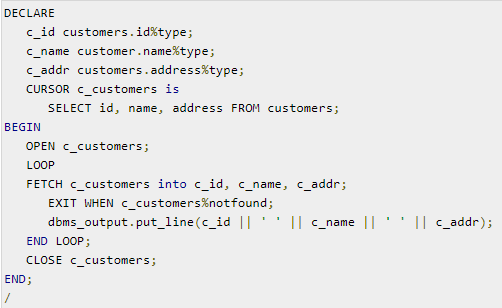 DECLARE
   c_id customers.id%type;
   c_name customer.name%type;
   c_addr customers.address%type;
   CURSOR c_customers is
      SELECT id, name, address FROM customers;
BEGIN
   OPEN c_customers;
   LOOP
   FETCH c_customers into c_id, c_name, c_addr;
      EXIT WHEN c_customers%notfound;
      dbms_output.put_line(c_id || ' ' || c_name || ' ' || c_addr);
   END LOOP;
   CLOSE c_customers;
END;
/